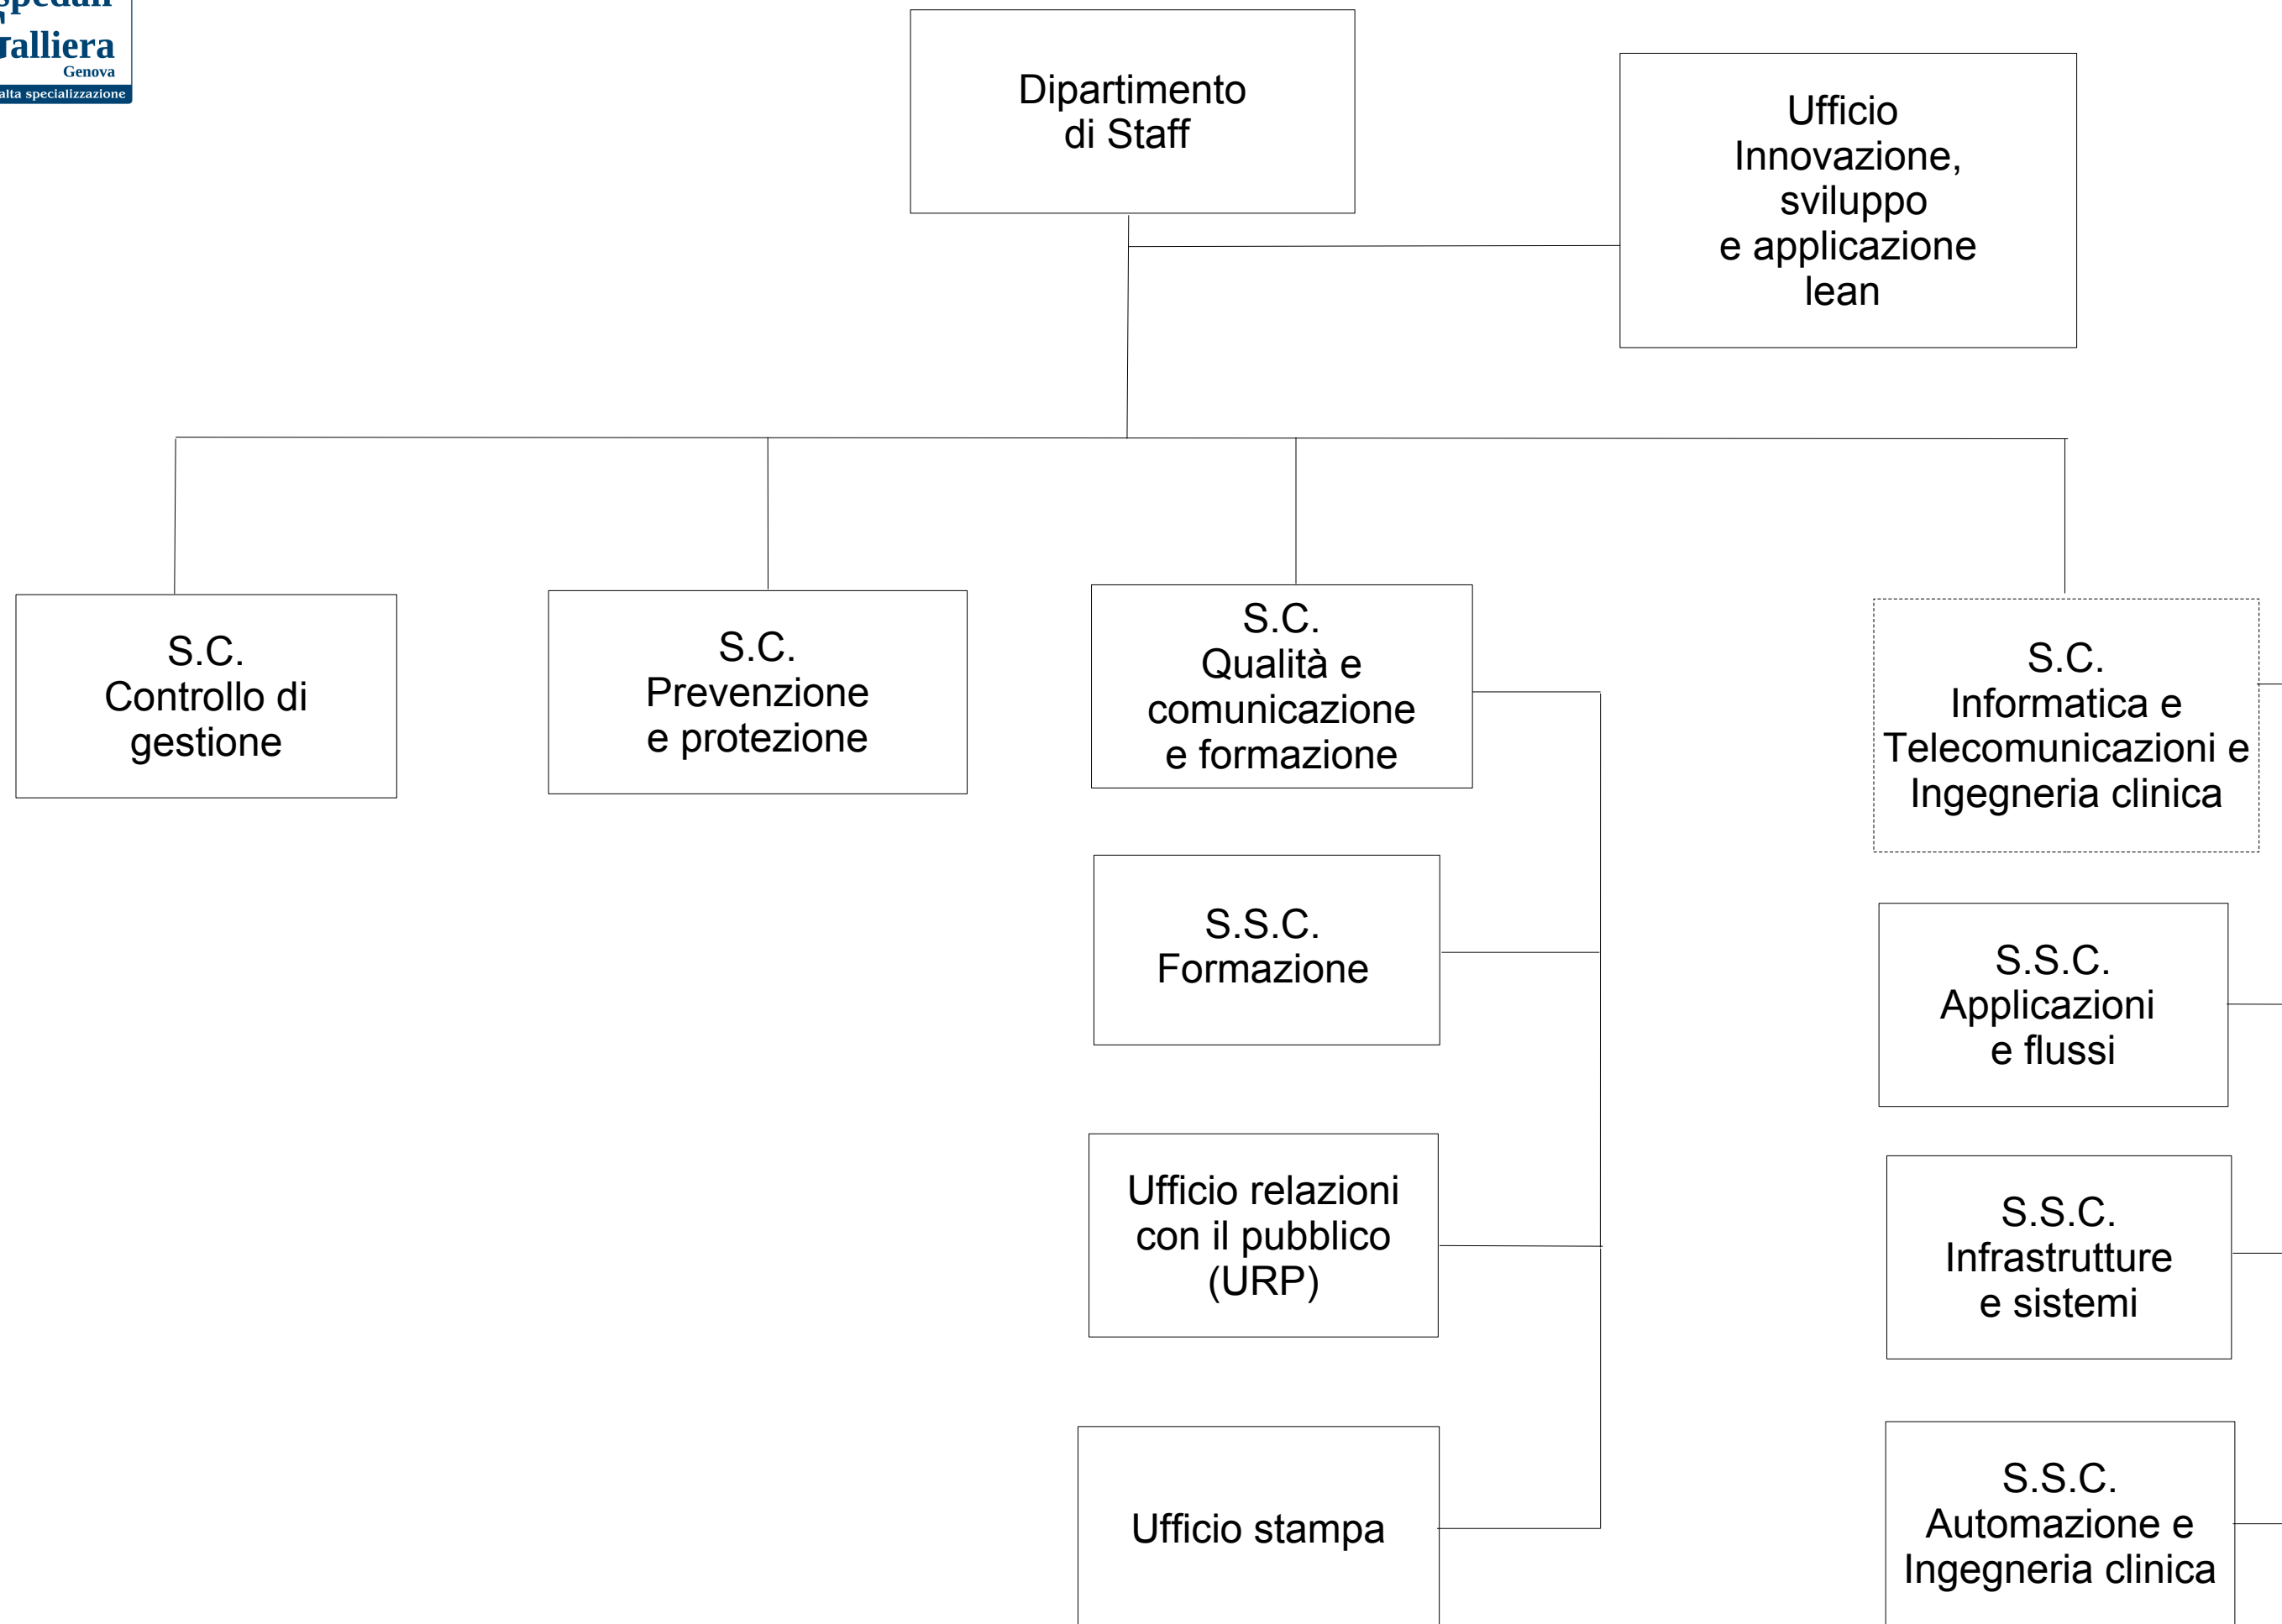 Galliera
Genova
alta specializzazione
Dipartimento
di Staff
Ufficio
Innovazione,
sviluppo
e applicazione
lean
S.C.
Controllo di
gestione
S.C.
Prevenzione
e protezione
S.C.
Qualità e
comunicazione
e formazione
S.C.
Informatica e
Telecomunicazioni e
Ingegneria clinica
S.S.C.
Formazione
S.S.C.
Applicazioni
e flussi
Ufficio relazioni
con il pubblico
(URP)
S.S.C.
Infrastrutture
e sistemi
Ufficio stampa
S.S.C.
Automazione e
Ingegneria clinica